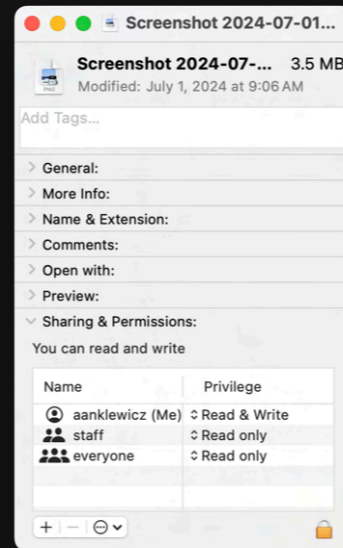 Screenshot 2024-07-01...
Screenshot 2024-07-... 3.5 MB
Modified: July 1, 2024 at 9:06 AM
PNG
Add Tags...
General:
More Info:
Name & Extension:
Comments:
Open with:
Preview:
Sharing & Permissions:
You can read and write
Name Privilege
aanklewicz (Me) Read & Write
staff Read only
everyone Read only